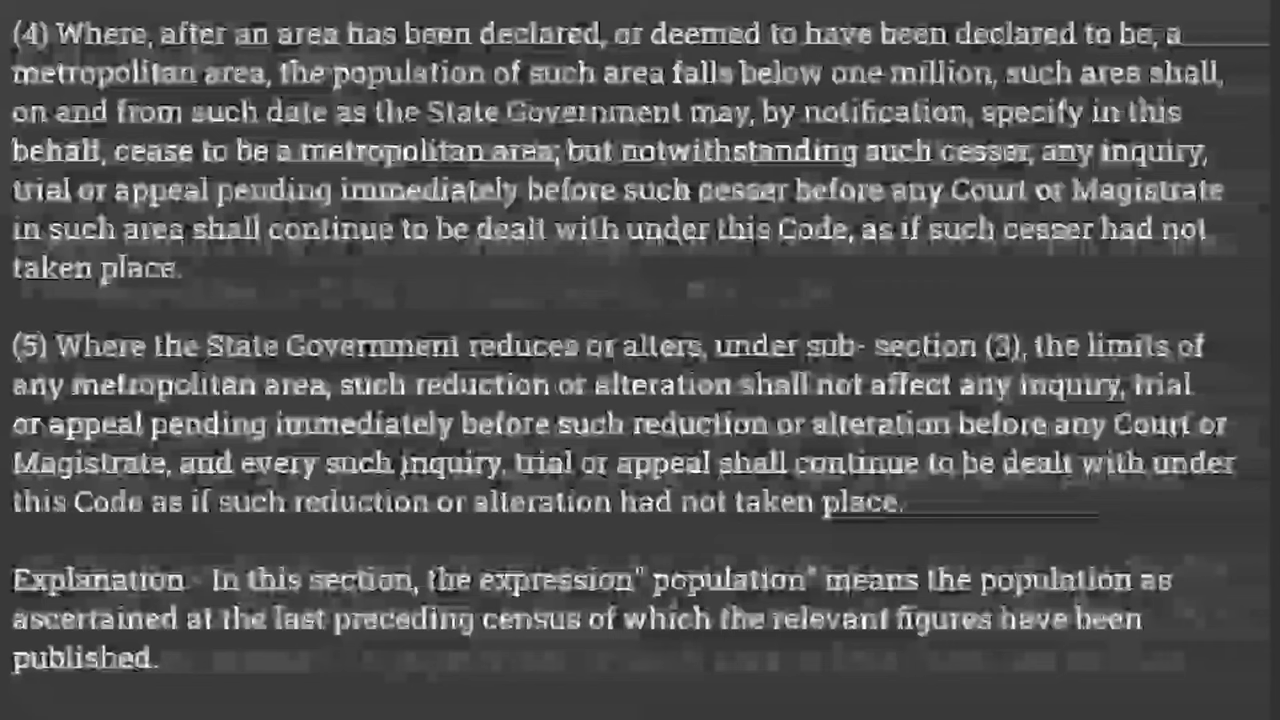 (4) Where, after an area has been declared, or deemed to have been declared to be, a
metropolitan area, the population of such area falls below one million, such area shall,
on and from such date as the State Government may, by notification, specify in this
behalf, cease to be a metropolitan area; but notwithstanding such cesser, any inquiry,
trial or appeal pending immediately before such cesser before any Court or Magistrate
in such area shall continue to be dealt with under this Code, as if such cesser had not
taken place.
(5) Where the State Government reduces or alters, under sub- section (3), the limits of
any metropolitan area, such reduction or alteration shall not affect any inquiry, trial
or appeal pending immediately before such reduction or alteration before any Court or
Magistrate, and every such inquiry, trial or appeal shall continue to be dealt with under
this Code as if such reduction or alteration had not taken place.
Explanation - In this section, the expression" population" means the population as
ascertained at the last preceding census of which the relevant figures have been
published.